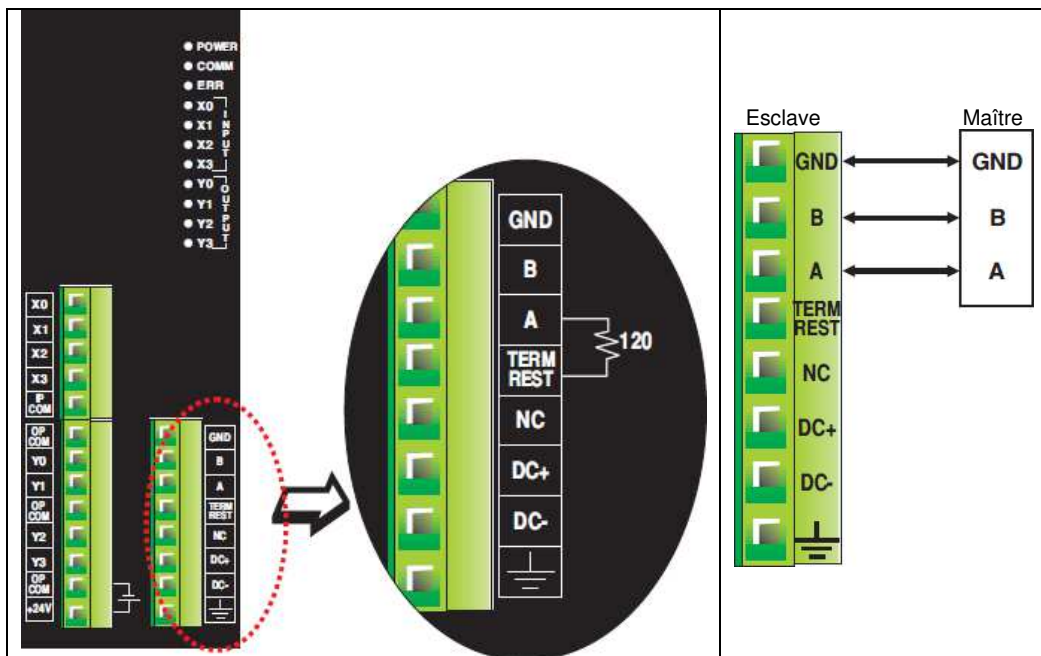 POWER
COMM
ERR
X0
X1
X2
X3
INPUT
Y0
Y1
Y2
Y3
OUTPUT
X0
X1
X2
X3
IP COM
OP COM
Y0
Y1
OP COM
Y2
Y3
OP COM
+24V
GND
B
A
TERM REST
NC
DC+
DC-
GND
B
A
120
TERM
REST
NC
DC+
DC-
Esclave
Maître
GND
GND
B
B
A
A
TERM
REST
NC
DC+
DC-